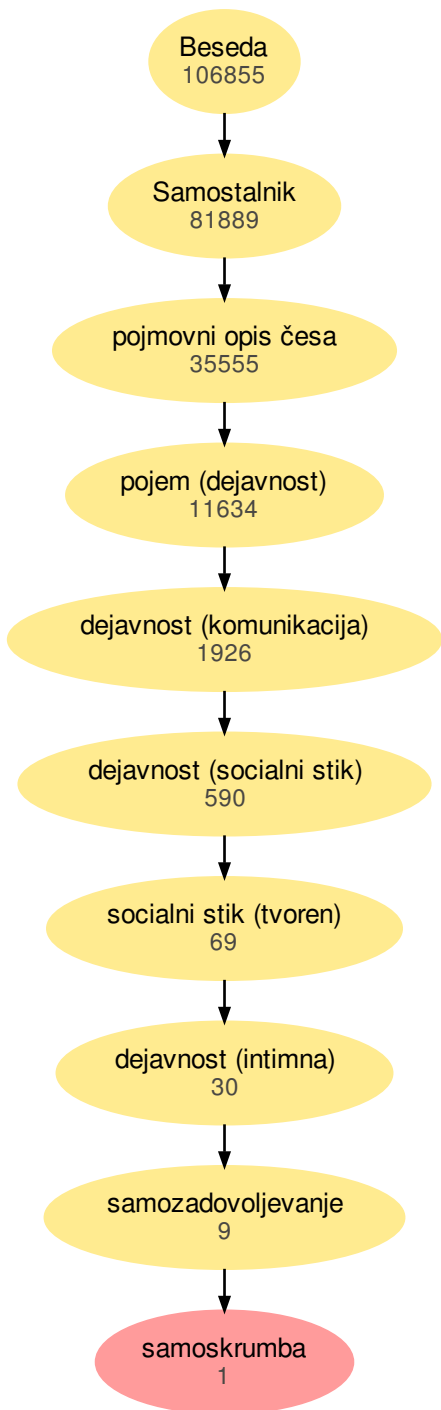 Beseda
106855
Samostalnik
81889
pojmovni opis česa
35555
pojem (dejavnost)
11634
dejavnost (komunikacija)
1926
dejavnost (socialni stik)
590
socialni stik (tvoren)
69
dejavnost (intimna)
30
samozadovoljevanje
9
samoskrumba
1